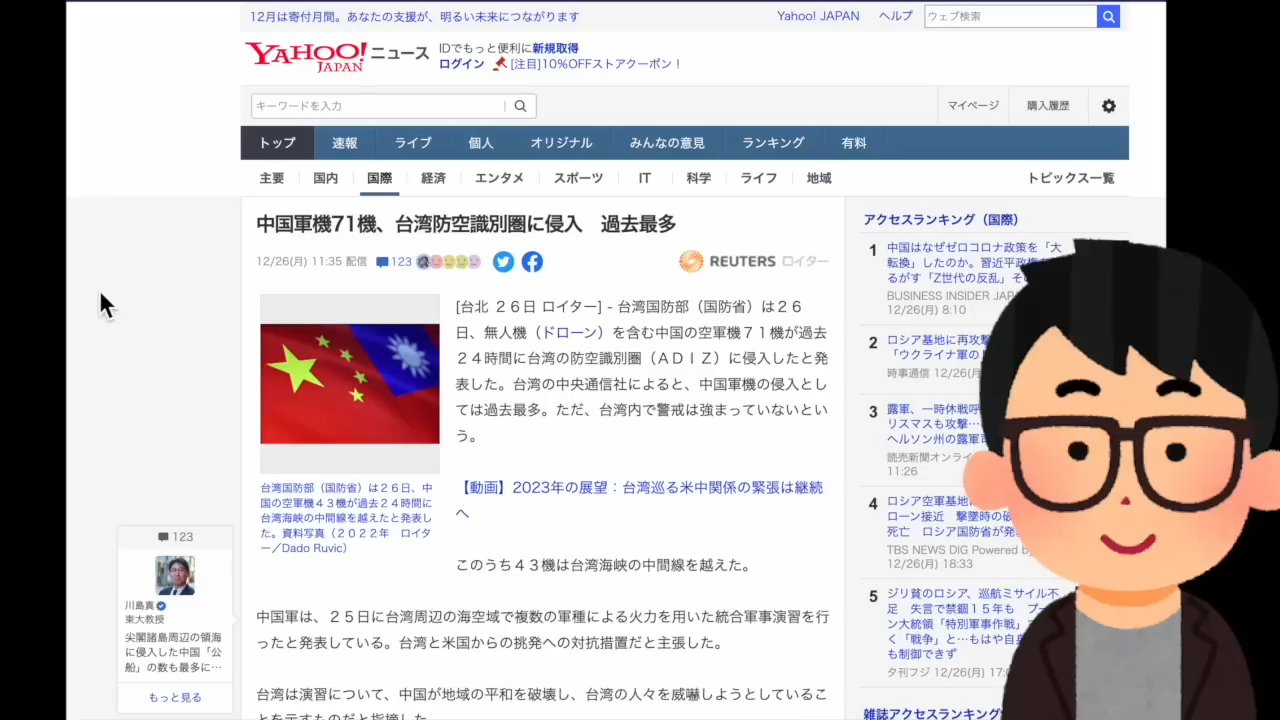 12月は寄付月間。あなたの支援が、明るい未来につながります
Yahoo! JAPAN ヘルプ
ウェブ検索
YAHOO! JAPAN ニュース
IDでもっと便利に新規取得
ログイン [注目]10%OFFストアクーポン！
キーワードを入力
マイページ 購入履歴
トップ 速報 ライブ 個人 オリジナル みんなの意見 ランキング 有料
主要 国内 国際 経済 エンタメ スポーツ IT 科学 ライフ 地域 トピックス一覧
中国軍機71機、台湾防空識別圏に侵入　過去最多
12/26(月) 11:35 配信 123
REUTERS ロイター
[台北 ２６日 ロイター] - 台湾国防部（国防省）は２６
日、無人機（ドローン）を含む中国の空軍機７１機が過去
２４時間に台湾の防空識別圏（ＡＤＩＺ）に侵入したと発
表した。台湾の中央通信社によると、中国軍機の侵入とし
ては過去最多。ただ、台湾内で警戒は強まっていないとい
う。
台湾国防部（国防省）は２６日、中
国の空軍機４３機が過去２４時間に
台湾海峡の中間線を越えたと発表し
た。資料写真（２０２２年　ロイタ
ー／Dado Ruvic）
【動画】2023年の展望：台湾巡る米中関係の緊張は継続
へ
このうち４３機は台湾海峡の中間線を越えた。
中国軍は、２５日に台湾周辺の海空域で複数の軍種による火力を用いた統合軍事演習を行
ったと発表している。台湾と米国からの挑発への対抗措置だと主張した。
台湾は演習について、中国が地域の平和を破壊し、台湾の人々を威嚇しようとしているこ
とを示すものだと指摘した。
123
川島真
東大教授
尖閣諸島周辺の領海
に侵入した中国「公
船」の数も最多に…
もっと見る
アクセスランキング（国際）
1
中国はなぜゼロコロナ政策を「大
転換」したのか。習近平政権を
るがす「Z世代の反乱」そ
BUSINESS INSIDER JAP
12/26(月) 8:10
2
ロシア基地に再攻撃
「ウクライナ軍の
時事通信 12/26(月
3
露軍、一時休戦呼
リスマスも攻撃…
ヘルソン州の露軍
読売新聞オンライ
11:26
4
ロシア空軍基地
ローン接近　撃墜時の破
死亡　ロシア国防省が発
TBS NEWS DIG Powered by
12/26(月) 18:33
5
ジリ貧のロシア、巡航ミサイル不
足　失言で禁錮１５年も　プー
ン大統領「特別軍事作戦」
く「戦争」と…もはや自身
も制御できず
夕刊フジ 12/26(月) 17:0
雑誌アクセスランキング